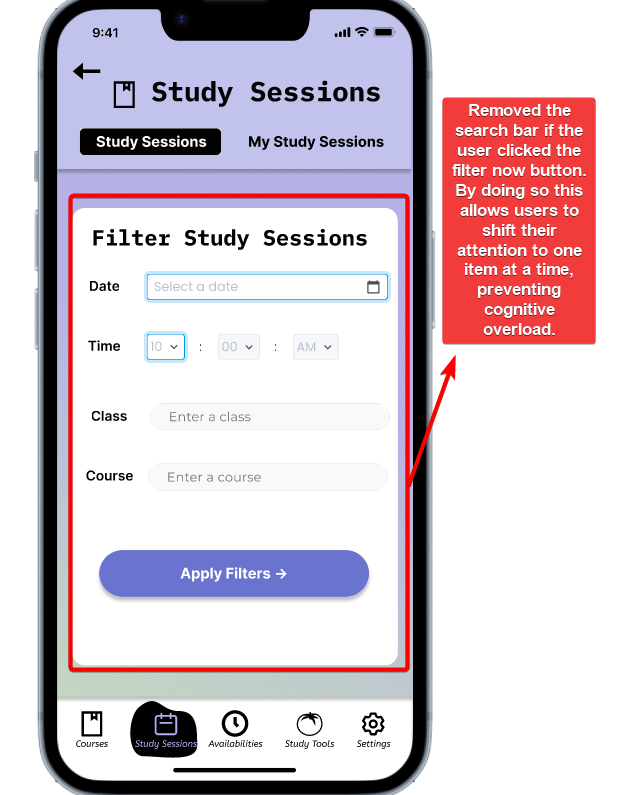 9:41
Study Sessions
Study Sessions My Study Sessions
Filter Study Sessions
Date Select a date
Time 10 : 00 : AM
Class Enter a class
Course Enter a course
Apply Filters →
Courses Study Sessions Availabilities Study Tools Settings
Removed the
search bar if the
user clicked the
filter now button.
By doing so this
allows users to
shift their
attention to one
item at a time,
preventing
cognitive
overload.